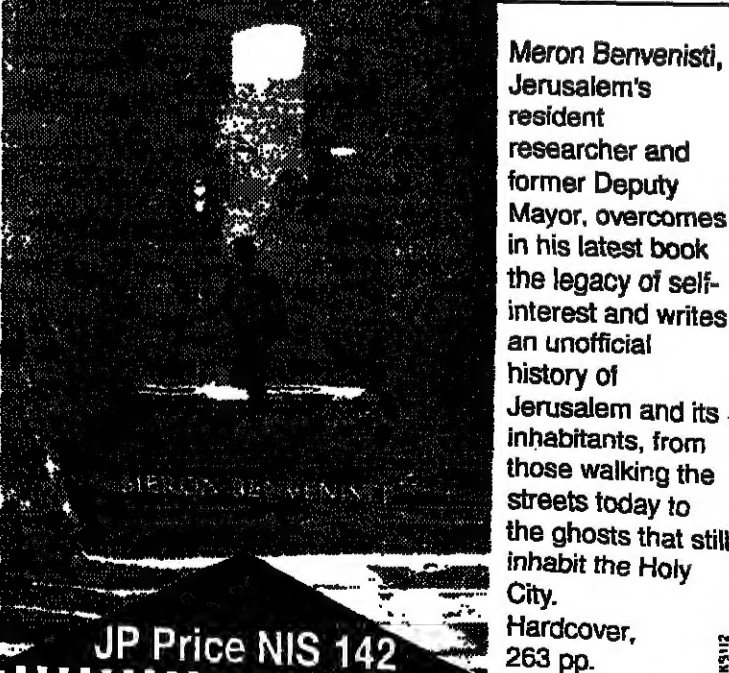 MERON BENVENISTI
JP Price NIS 142
Meron Benvenisti,
Jerusalem's
resident
researcher and
former Deputy
Mayor, overcomes
in his latest book
the legacy of self-
interest and writes
an unofficial
history of
Jerusalem and its
inhabitants, from
those walking the
streets today to
the ghosts that still
inhabit the Holy
City.
Hardcover,
263 pp.